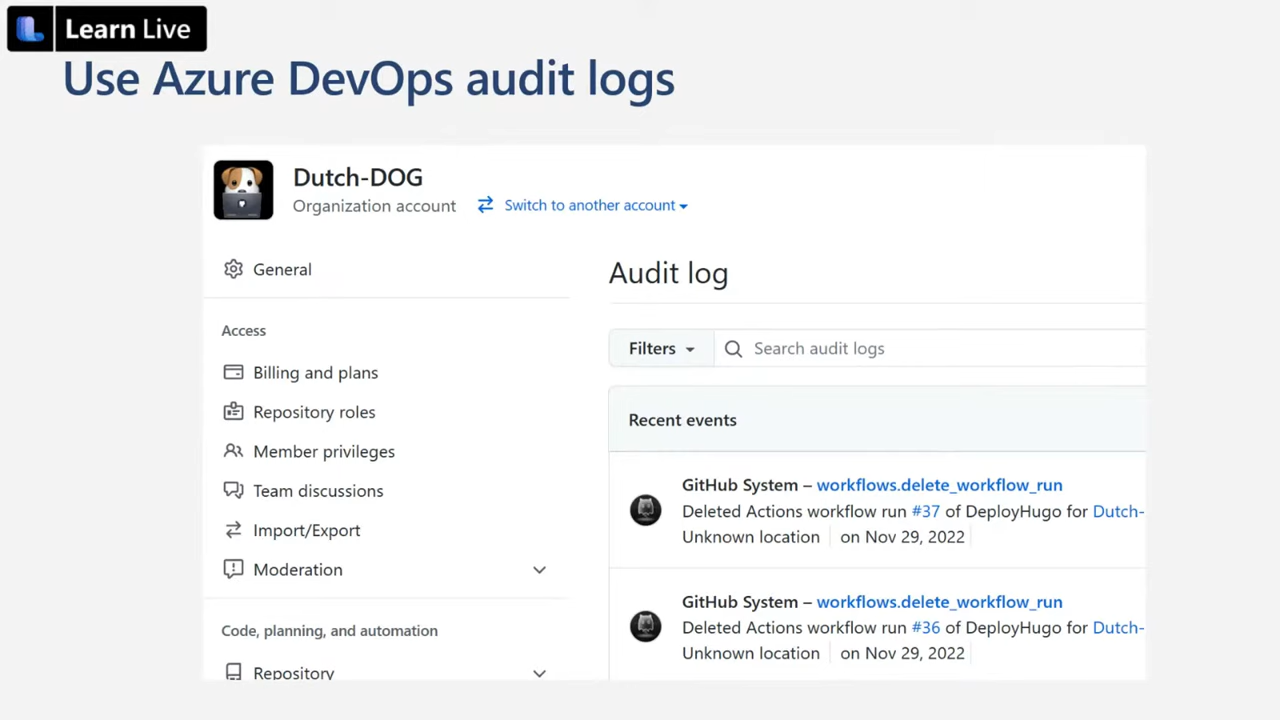 Learn Live
Use Azure DevOps audit logs
Dutch-DOG
Organization account
Switch to another account
General
Access
Billing and plans
Repository roles
Member privileges
Team discussions
Import/Export
Moderation
Code, planning, and automation
Repository
Audit log
Filters
Search audit logs
Recent events
GitHub System – workflows.delete_workflow_run
Deleted Actions workflow run #37 of DeployHugo for Dutch-
Unknown location on Nov 29, 2022
GitHub System – workflows.delete_workflow_run
Deleted Actions workflow run #36 of DeployHugo for Dutch-
Unknown location on Nov 29, 2022